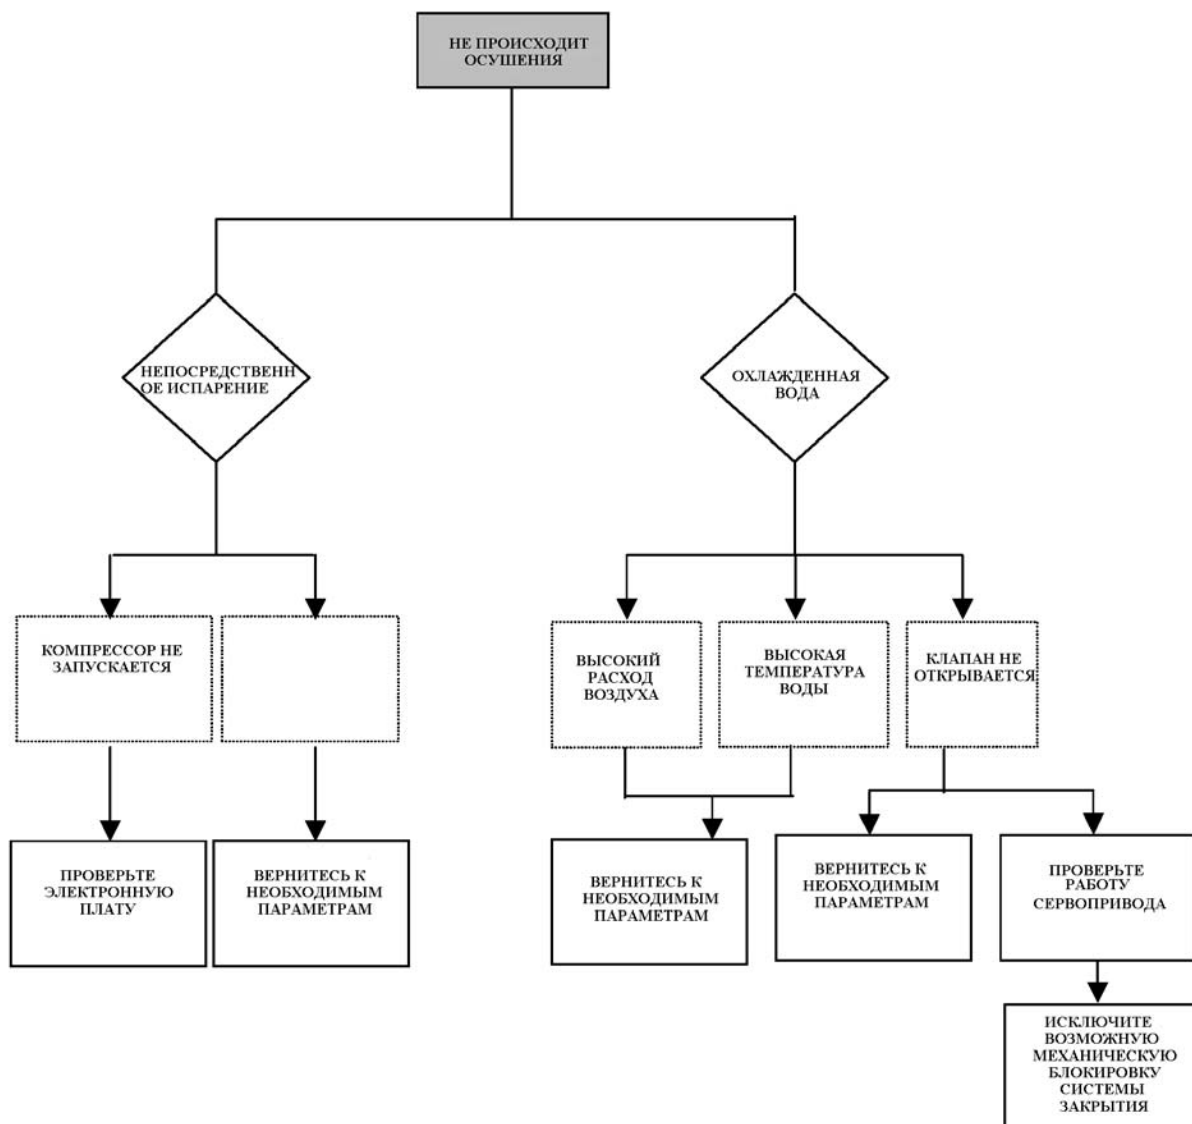 НЕ ПРОИСХОДИТ
ОСУШЕНИЯ
НЕПОСРЕДСТВЕНН
ОЕ ИСПАРЕНИЕ
ОХЛАЖДЕННАЯ
ВОДА
КОМПРЕССОР НЕ
ЗАПУСКАЕТСЯ
ВЫСОКИЙ
РАСХОД
ВОЗДУХА
ВЫСОКАЯ
ТЕМПЕРАТУРА
ВОДЫ
КЛАПАН НЕ
ОТКРЫВАЕТСЯ
ПРОВЕРЬТЕ
ЭЛЕКТРОННУЮ
ПЛАТУ
ВЕРНИТЕСЬ К
НЕОБХОДИМЫМ
ПАРАМЕТРАМ
ВЕРНИТЕСЬ К
НЕОБХОДИМЫМ
ПАРАМЕТРАМ
ВЕРНИТЕСЬ К
НЕОБХОДИМЫМ
ПАРАМЕТРАМ
ПРОВЕРЬТЕ
РАБОТУ
СЕРВОПРИВОДА
ИСКЛЮЧИТЕ
ВОЗМОЖНУЮ
МЕХАНИЧЕСКУЮ
БЛОКИРОВКУ
СИСТЕМЫ
ЗАКРЫТИЯ